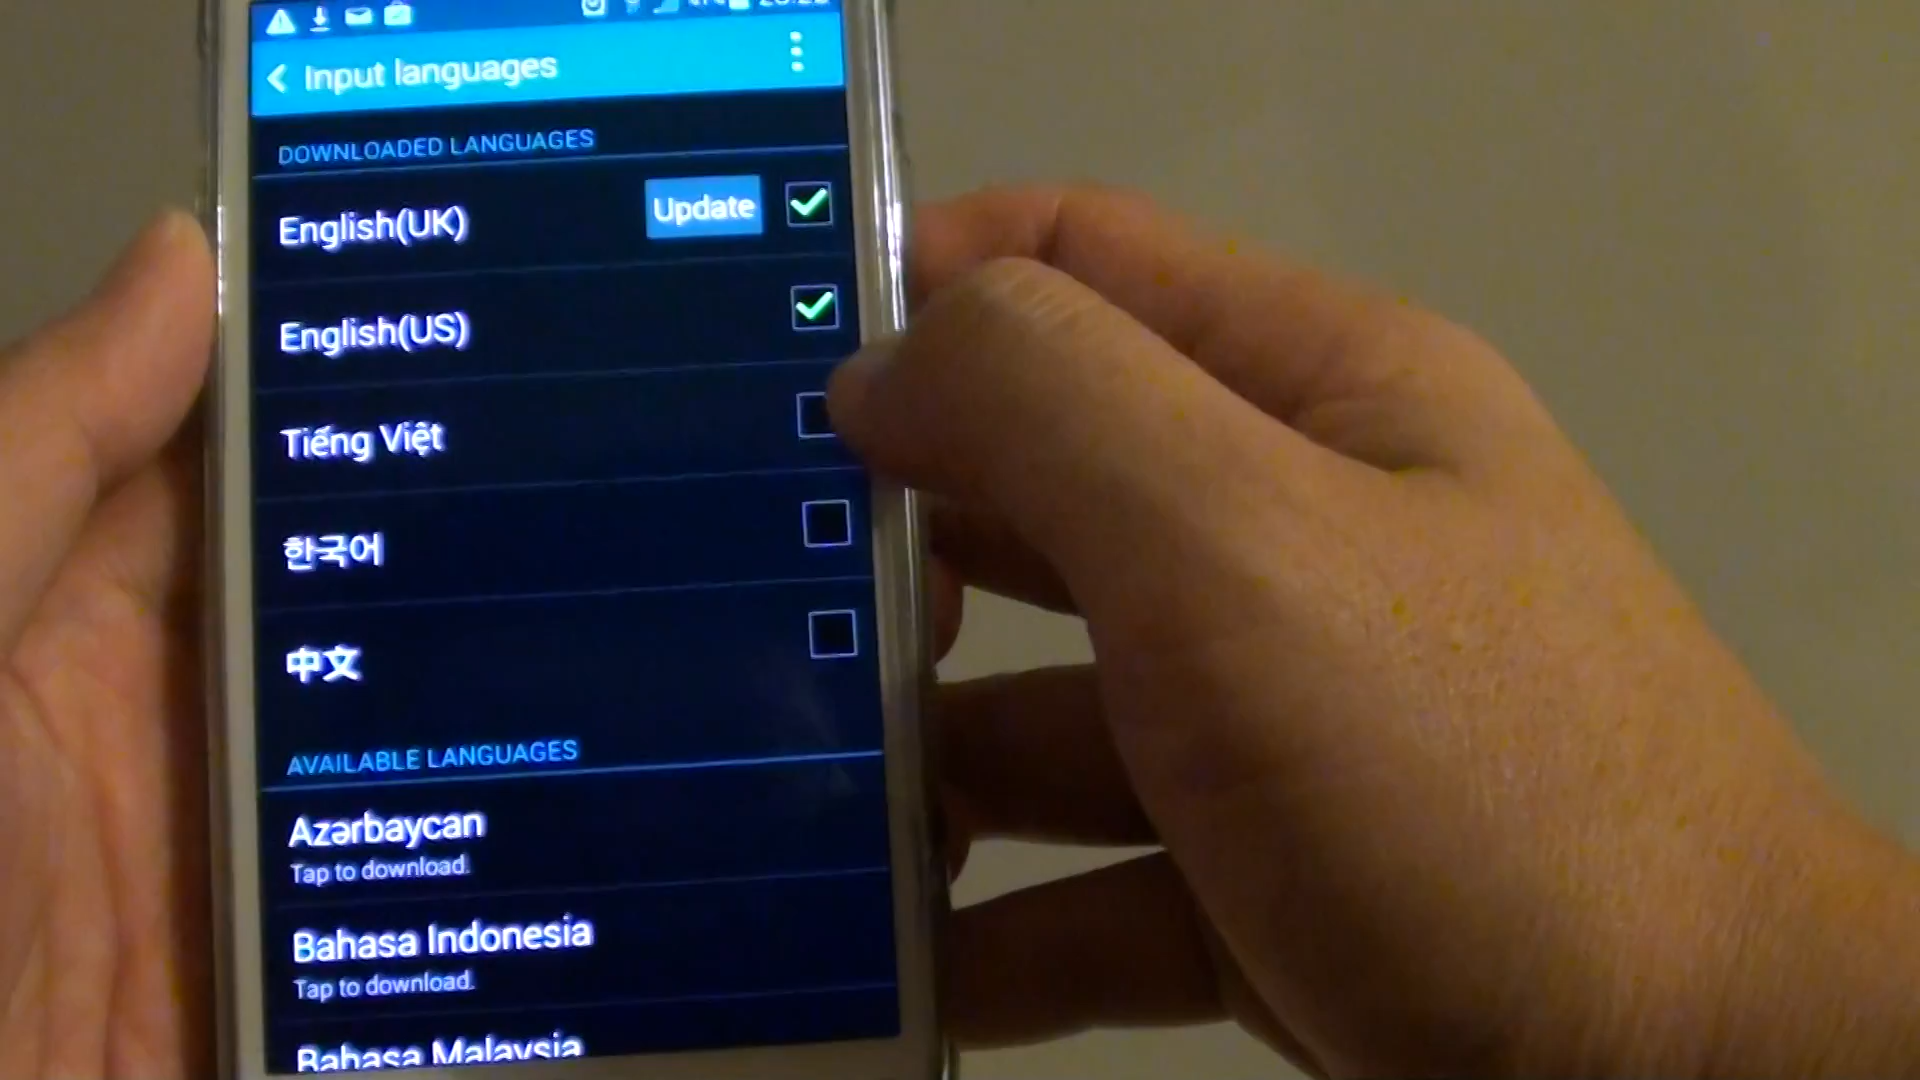 Input languages
DOWNLOADED LANGUAGES
English(UK)
Update
English(US)
Tiếng Việt
한국어
中文
AVAILABLE LANGUAGES
Azərbaycan
Tap to download.
Bahasa Indonesia
Tap to download.
Bahasa Malaysia